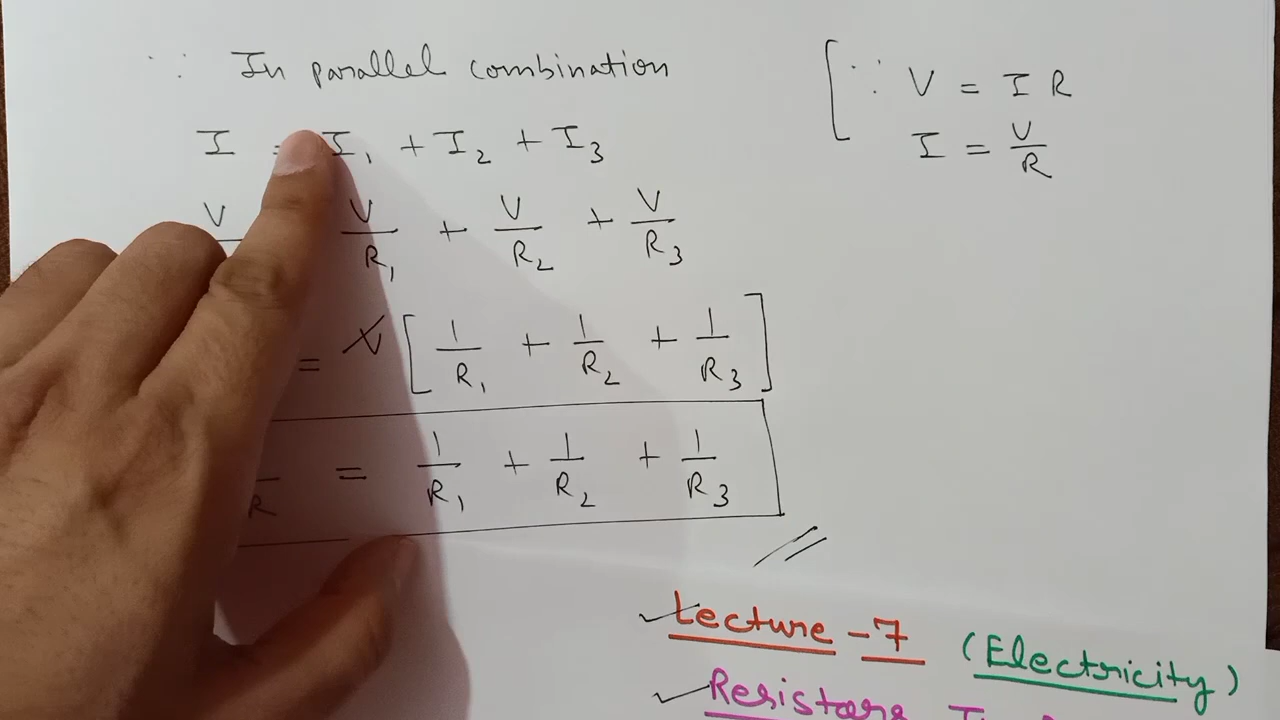 ∵ In parallel combination
I = I₁ + I₂ + I₃
V V/R₁ + V/R₂ + V/R₃
= V [ 1/R₁ + 1/R₂ + 1/R₃ ]
R = 1/R₁ + 1/R₂ + 1/R₃
[ ∵ V = I R
I = V/R
Lecture - 7 (Electricity)
Resistors